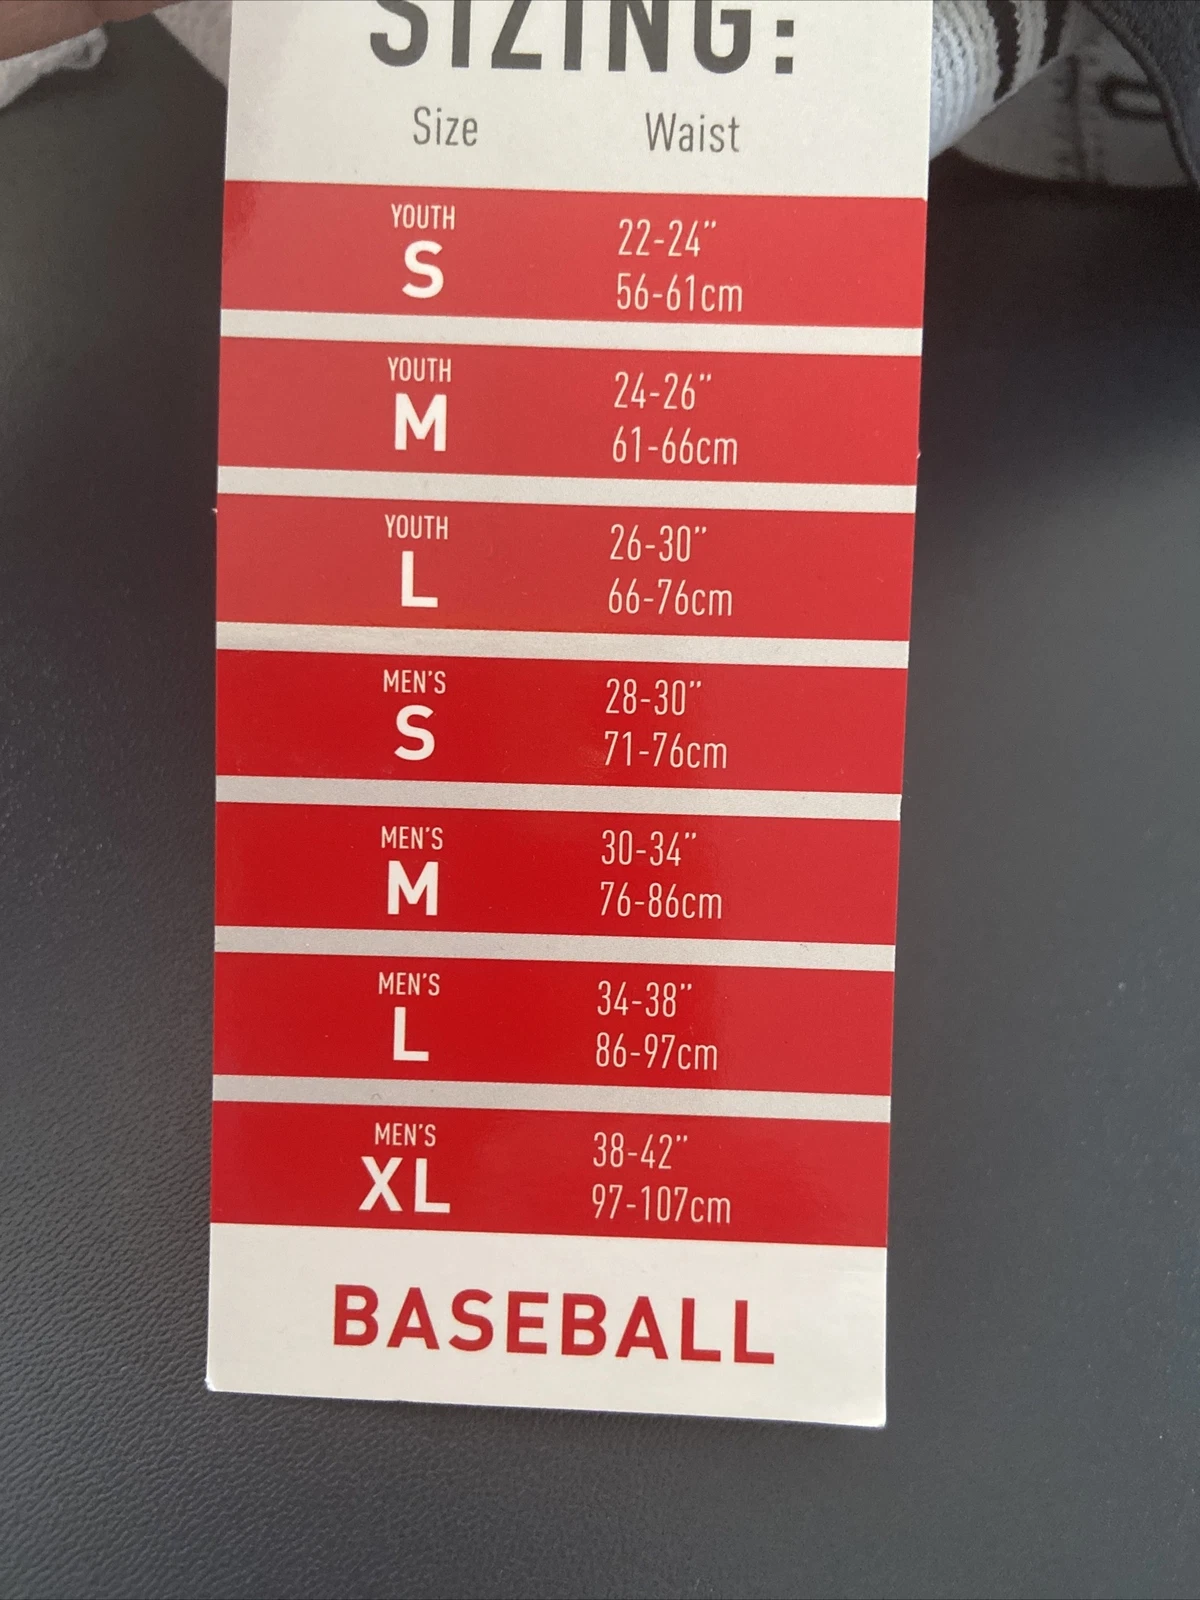 SIZING:
Size Waist
YOUTH
S
22-24”
56-61cm
YOUTH
M
24-26”
61-66cm
YOUTH
L
26-30”
66-76cm
MEN'S
S
28-30”
71-76cm
MEN'S
M
30-34”
76-86cm
MEN'S
L
34-38”
86-97cm
MEN'S
XL
38-42”
97-107cm
BASEBALL